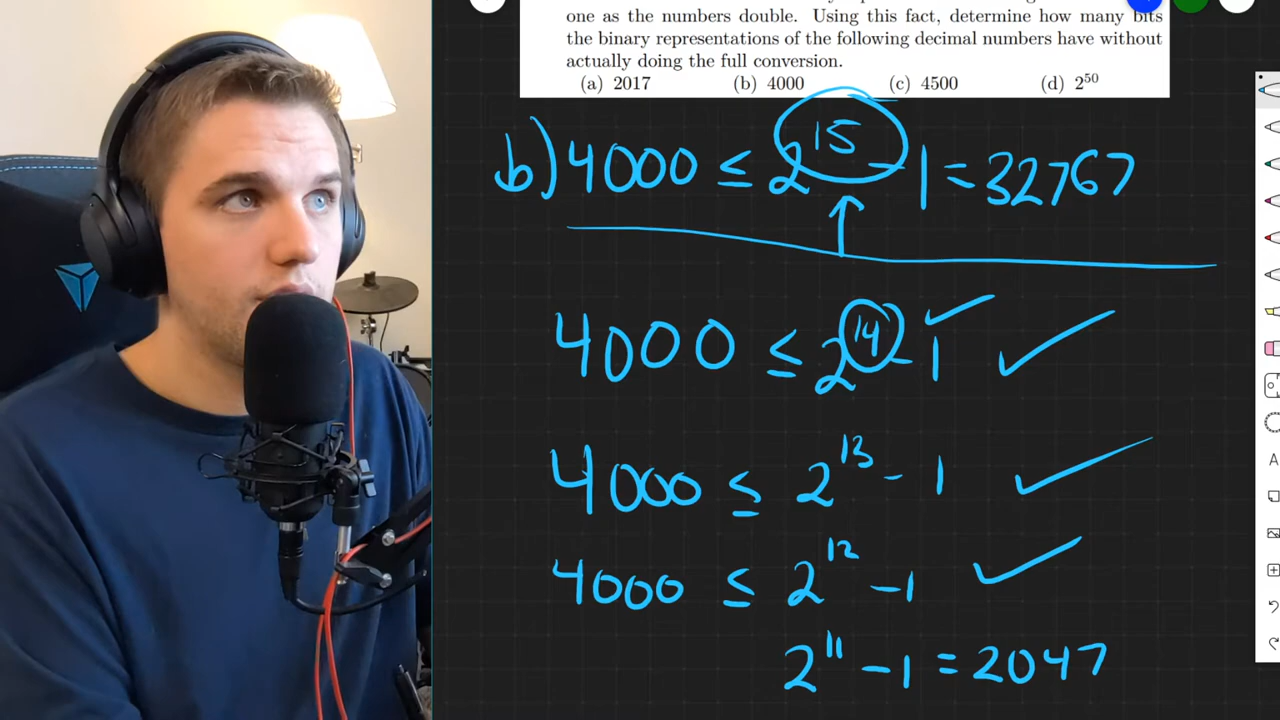 one as the numbers double. Using this fact, determine how many bits
the binary representations of the following decimal numbers have without
actually doing the full conversion.
(a) 2017 (b) 4000 (c) 4500 (d) 2^50
b) 4000 ≤ 2^15 - 1 = 32767
4000 ≤ 2^14 - 1
4000 ≤ 2^13 - 1
4000 ≤ 2^12 - 1
2^11 - 1 = 2047